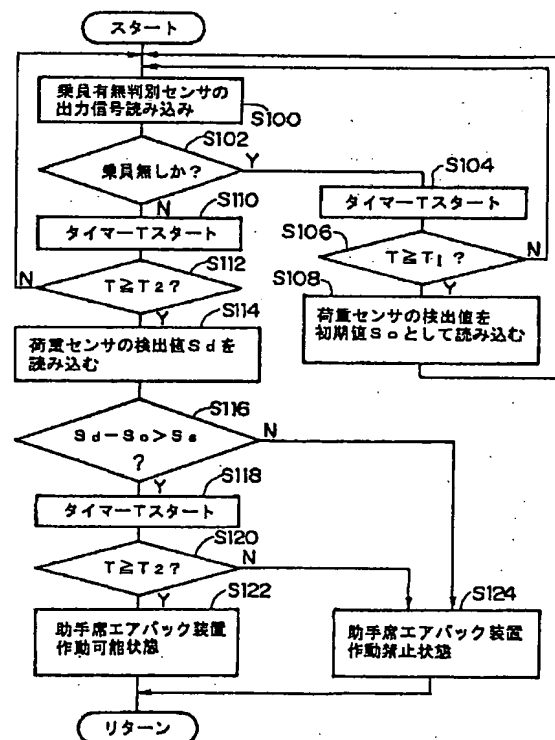 スタート
乗員有無判別センサの
出力信号読み込み
S100
S102
乗員無しか?
Y
N
S104
タイマーTスタート
S110
タイマーTスタート
S106
T≧T1?
N
Y
S112
T≧T2?
N
Y
S108
荷重センサの検出値を
初期値Soとして読み込む
S114
荷重センサの検出値Sdを
読み込む
S116
Sd-So>Ss
?
N
Y
S118
タイマーTスタート
S120
T≧T2?
N
Y
S122
助手席エアバック装置
作動可能状態
S124
助手席エアバック装置
作動禁止状態
リターン